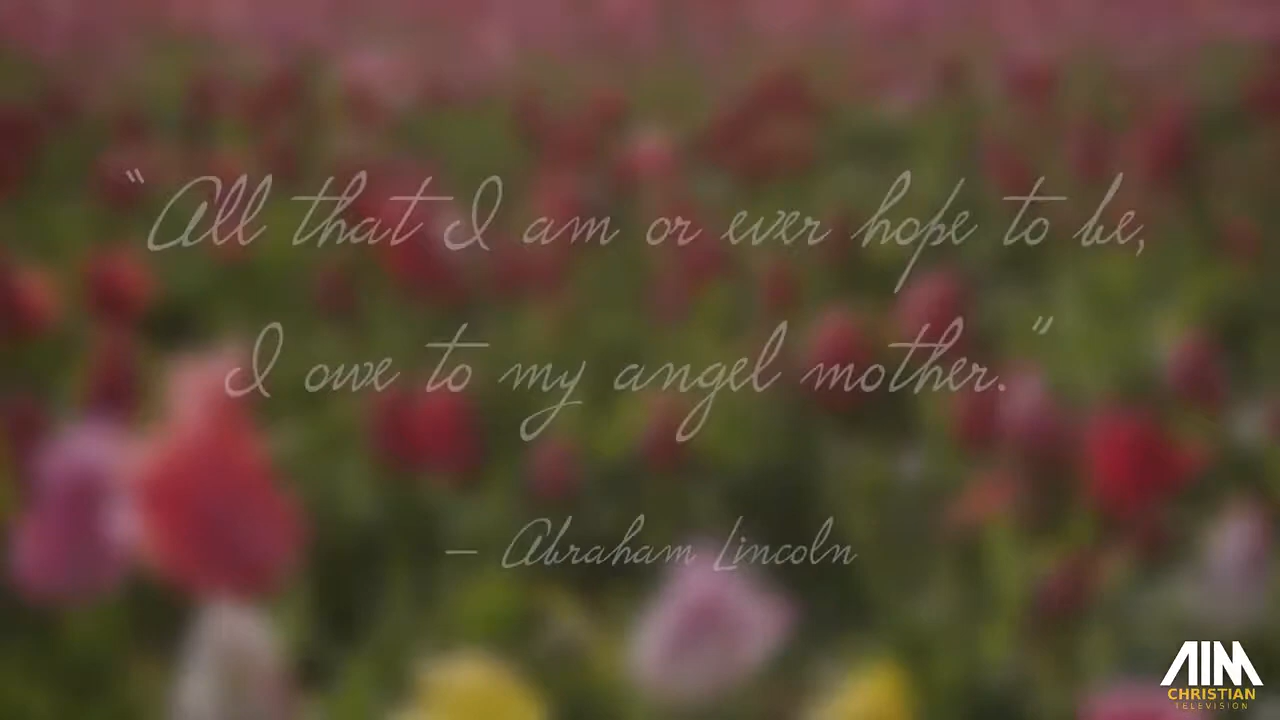 “All that I am or ever hope to be,
I owe to my angel mother.”
— Abraham Lincoln
AIM
CHRISTIAN
TELEVISION